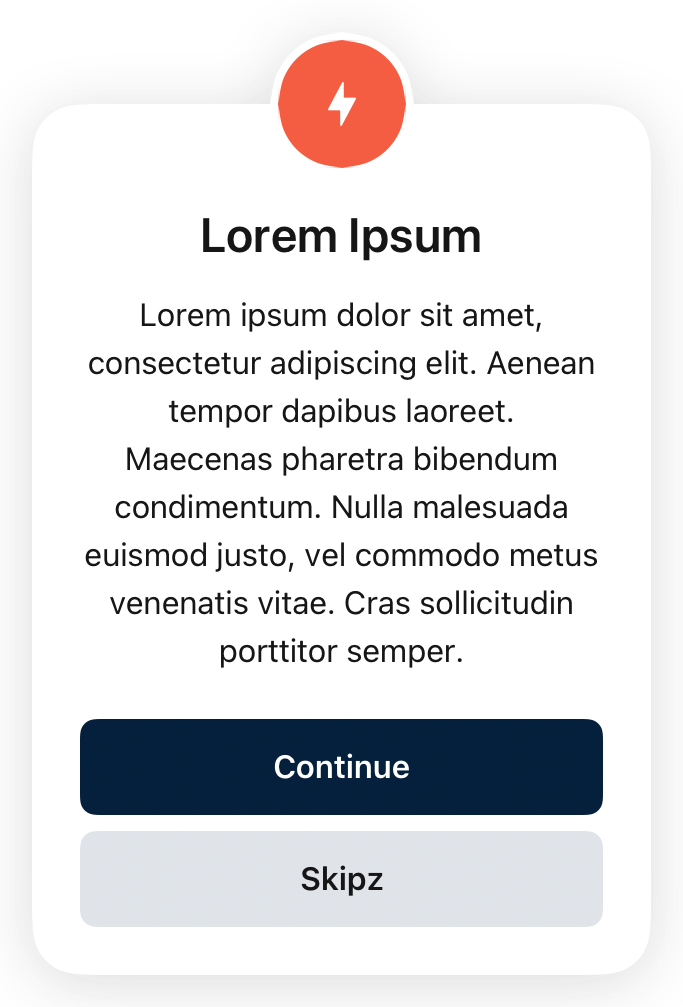 Lorem Ipsum
Lorem ipsum dolor sit amet,
consectetur adipiscing elit. Aenean
tempor dapibus laoreet.
Maecenas pharetra bibendum
condimentum. Nulla malesuada
euismod justo, vel commodo metus
venenatis vitae. Cras sollicitudin
porttitor semper.
Continue
Skipz